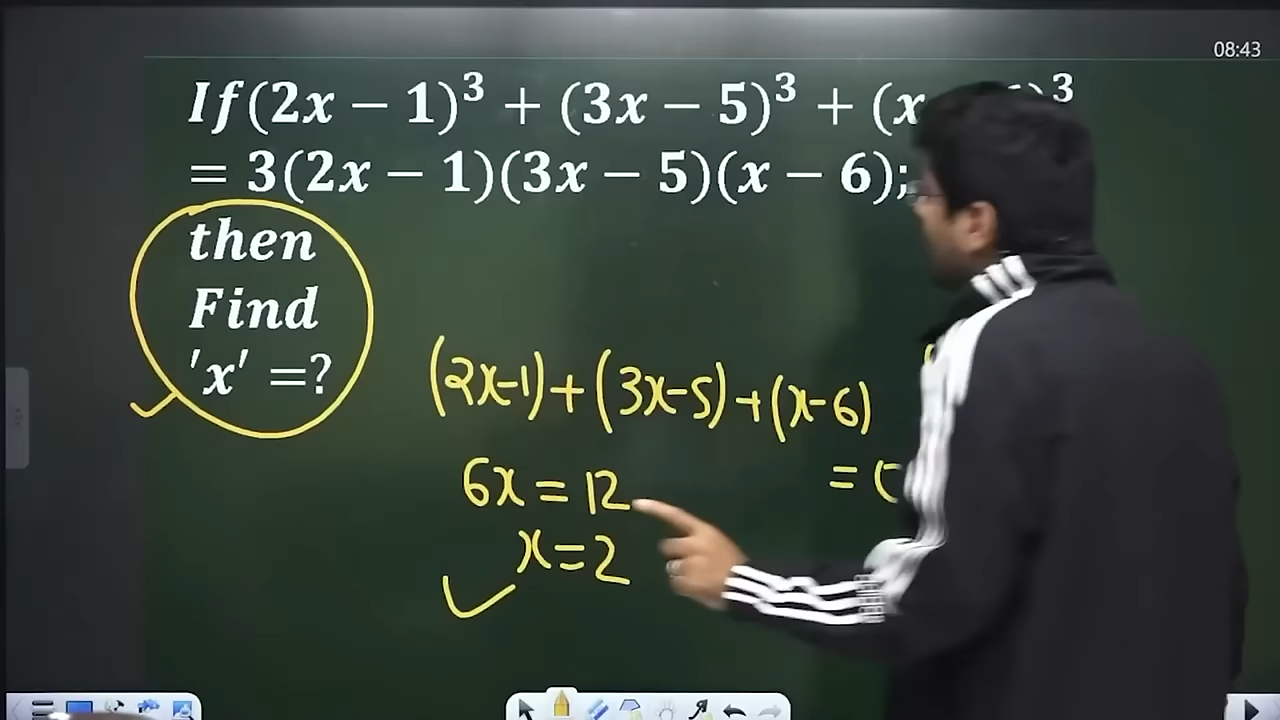 08:43
If (2x − 1)³ + (3x − 5)³ + (x )³
= 3(2x − 1)(3x − 5)(x − 6);
then
Find
'x' =?
(2x-1) + (3x-5) + (x-6)
=
6x = 12
x = 2